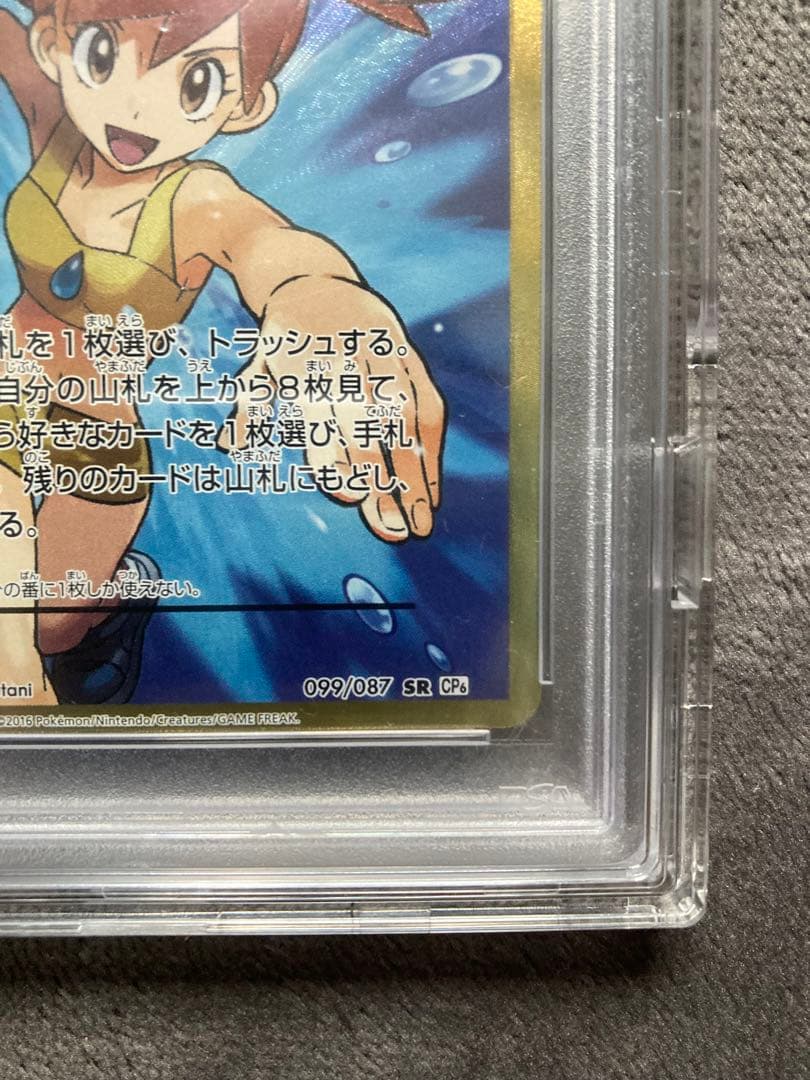 札を1枚選び、トラッシュする。
自分の山札を上から8枚見て、
ら好きなカードを1枚選び、手札
残りのカードは山札にもどし、
る。
の番に1枚しか使えない。
tani
099/087 SR CP6
©2016 Pokémon/Nintendo/Creatures/GAME FREAK.
PSA